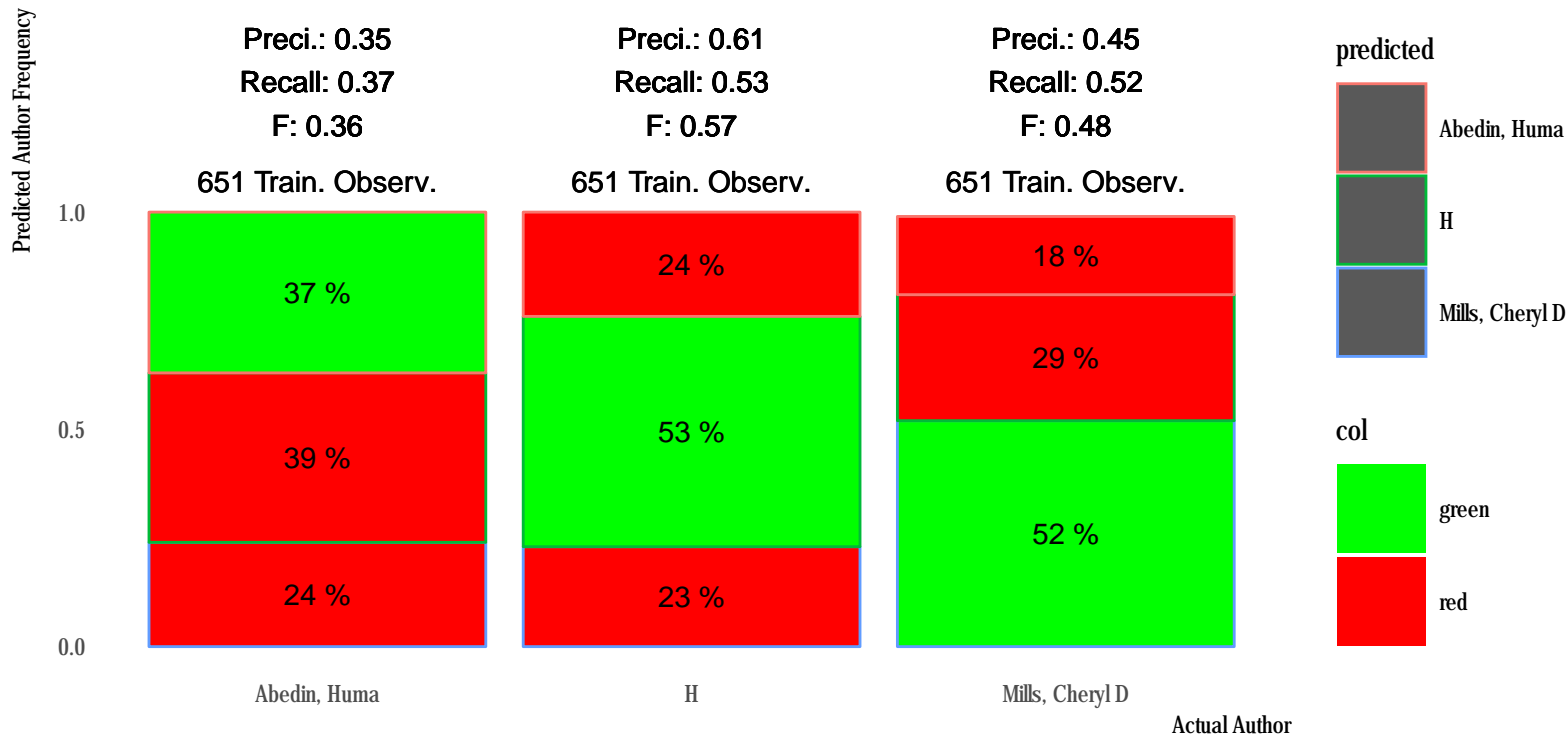 Predicted Author Frequency
Preci.: 0.35
Recall: 0.37
F: 0.36
651 Train. Observ.
Preci.: 0.61
Recall: 0.53
F: 0.57
651 Train. Observ.
Preci.: 0.45
Recall: 0.52
F: 0.48
651 Train. Observ.
1.0
0.5
0.0
37 %
39 %
24 %
24 %
53 %
23 %
18 %
29 %
52 %
Abedin, Huma
H
Mills, Cheryl D
Actual Author
predicted
Abedin, Huma
H
Mills, Cheryl D
col
green
red